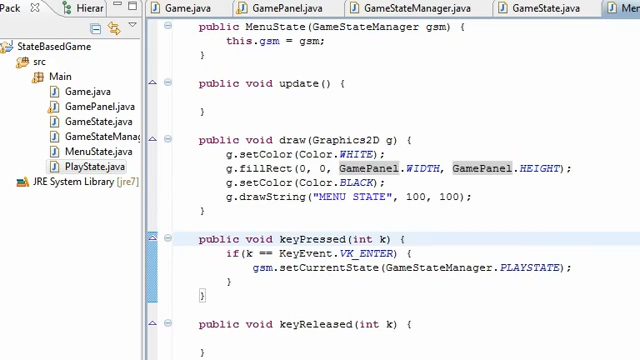 Pack
Hierar
Game.java
GamePanel.java
GameStateManager.java
GameState.java
Men
StateBasedGame
src
Main
Game.java
GamePanel.java
GameState.java
GameStateManag
MenuState.java
PlayState.java
JRE System Library [jre7]
public MenuState(GameStateManager gsm) {
this.gsm = gsm;
}
public void update() {
}
public void draw(Graphics2D g) {
g.setColor(Color.WHITE);
g.fillRect(0, 0, GamePanel.WIDTH, GamePanel.HEIGHT);
g.setColor(Color.BLACK);
g.drawString("MENU STATE", 100, 100);
}
public void keyPressed(int k) {
if(k == KeyEvent.VK_ENTER) {
gsm.setCurrentState(GameStateManager.PLAYSTATE);
}
}
public void keyReleased(int k) {
}